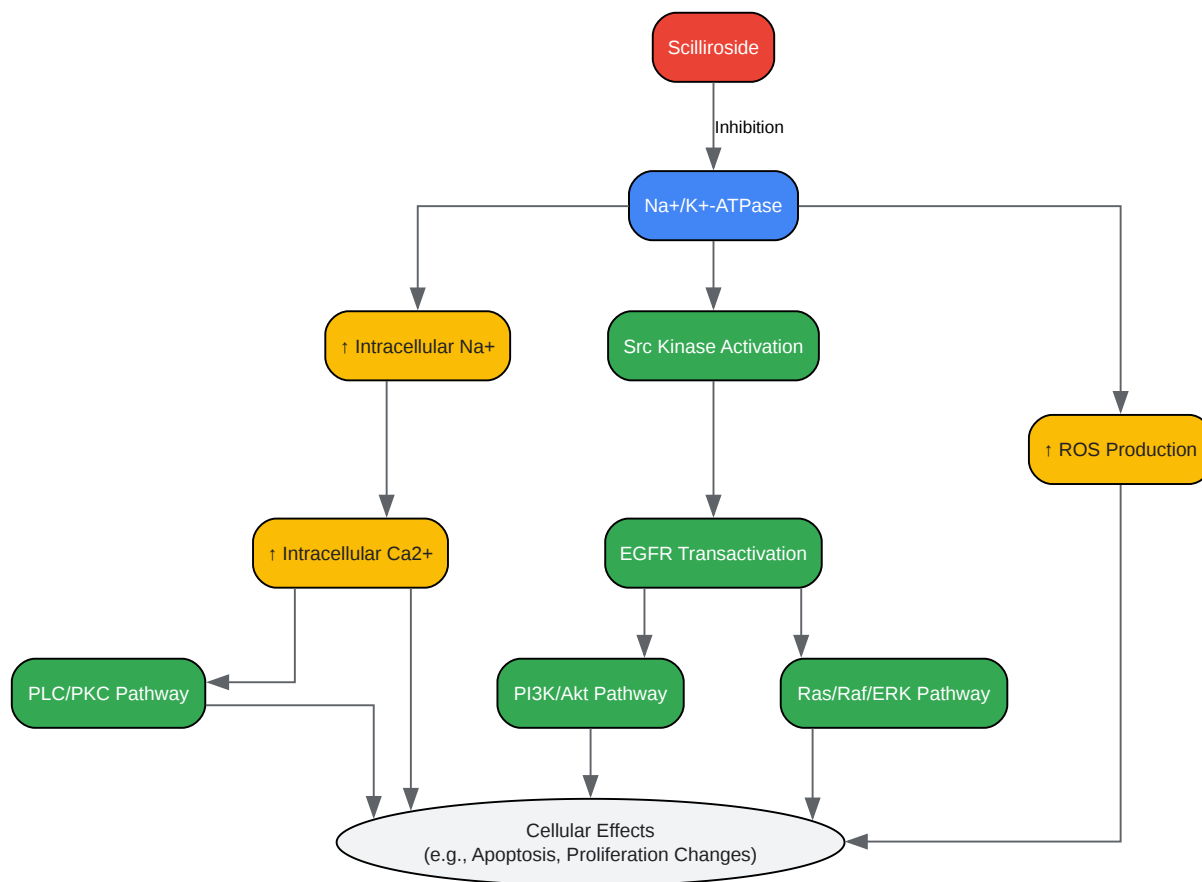 Scilliroside
Inhibition
Na+/K+-ATPase
↑ Intracellular Na+
Src Kinase Activation
↑ ROS Production
↑ Intracellular Ca2+
EGFR Transactivation
PLC/PKC Pathway
PI3K/Akt Pathway
Ras/Raf/ERK Pathway
Cellular Effects
(e.g., Apoptosis, Proliferation Changes)